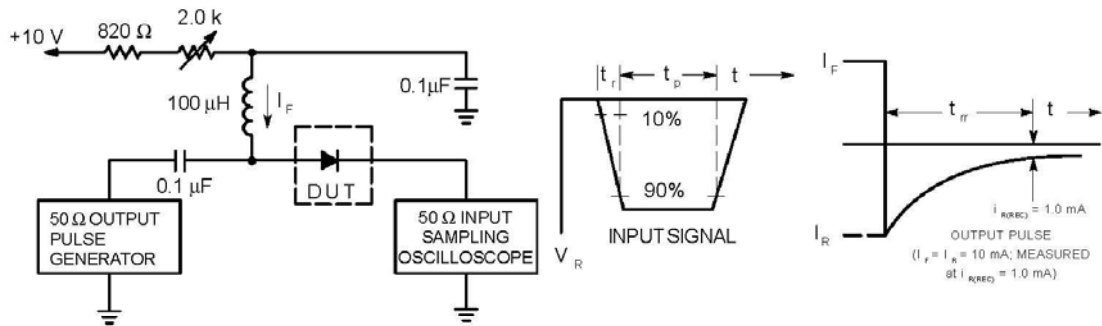 +10 V
820 Ω
2.0 k
100 µH
I F
0.1µF
0.1 µF
DUT
50 Ω OUTPUT
PULSE
GENERATOR
50 Ω INPUT
SAMPLING
OSCILLOSCOPE
t r
t p
t
10%
90%
V R
INPUT SIGNAL
I F
t rr
t
I R
i R(REC) = 1.0 mA
OUTPUT PULSE
(I F = I R = 10 mA; MEASURED
at i R(REC) = 1.0 mA)